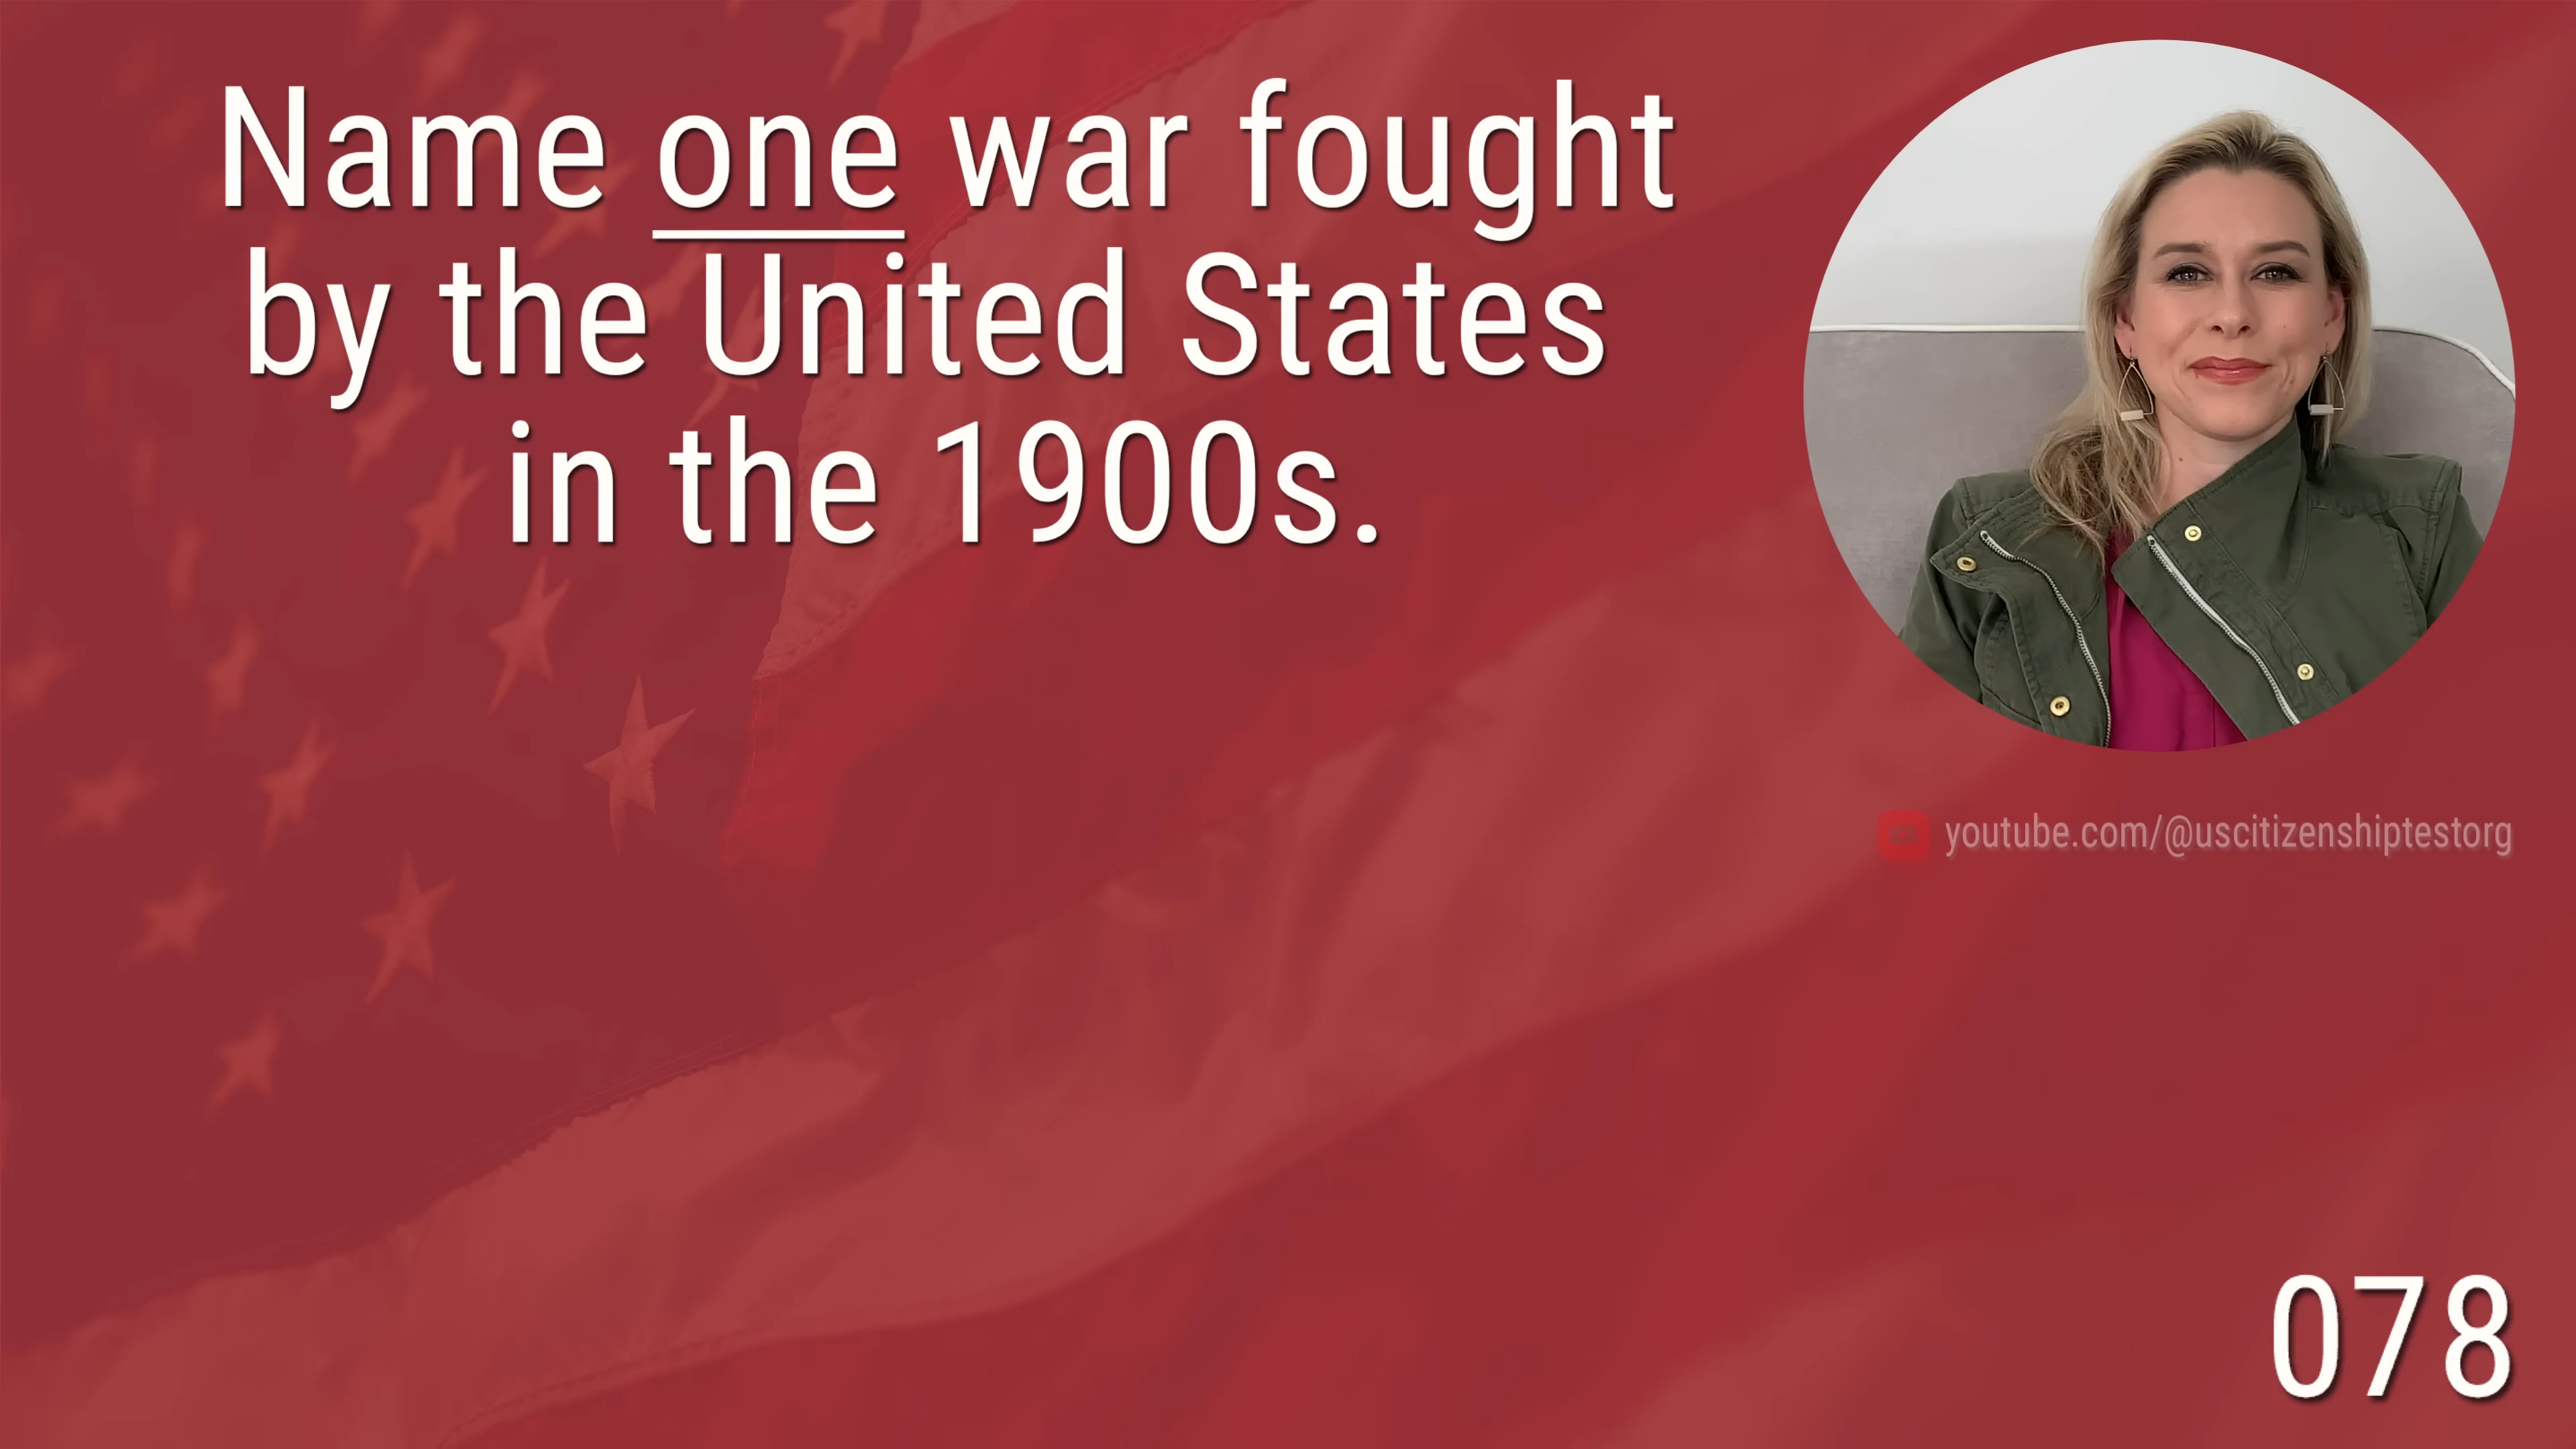 Name one war fought
by the United States
in the 1900s.
youtube.com/@uscitizenshiptestorg
078